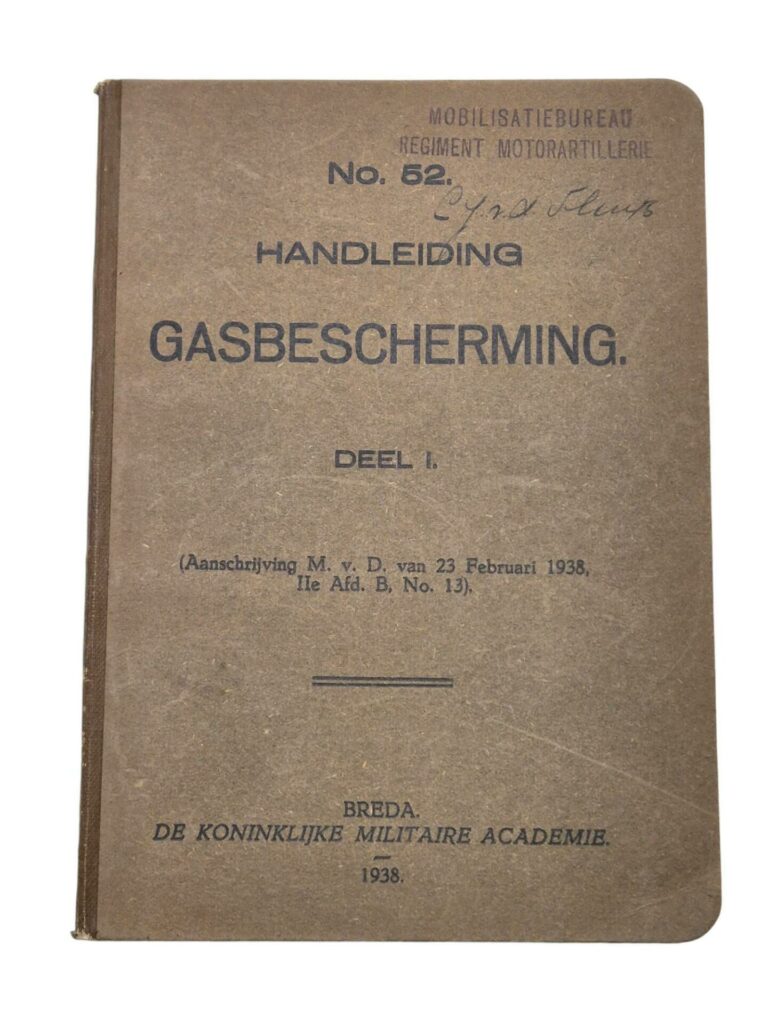 MOBILISATIEBUREAU
REGIMENT MOTORARTILLERIE
No. 52.
HANDLEIDING
GASBESCHERMING.
DEEL I.
(Aanschrijving M. v. D. van 23 Februari 1938,
IIe Afd. B, No. 13).
BREDA.
DE KONINKLIJKE MILITAIRE ACADEMIE.
1938.